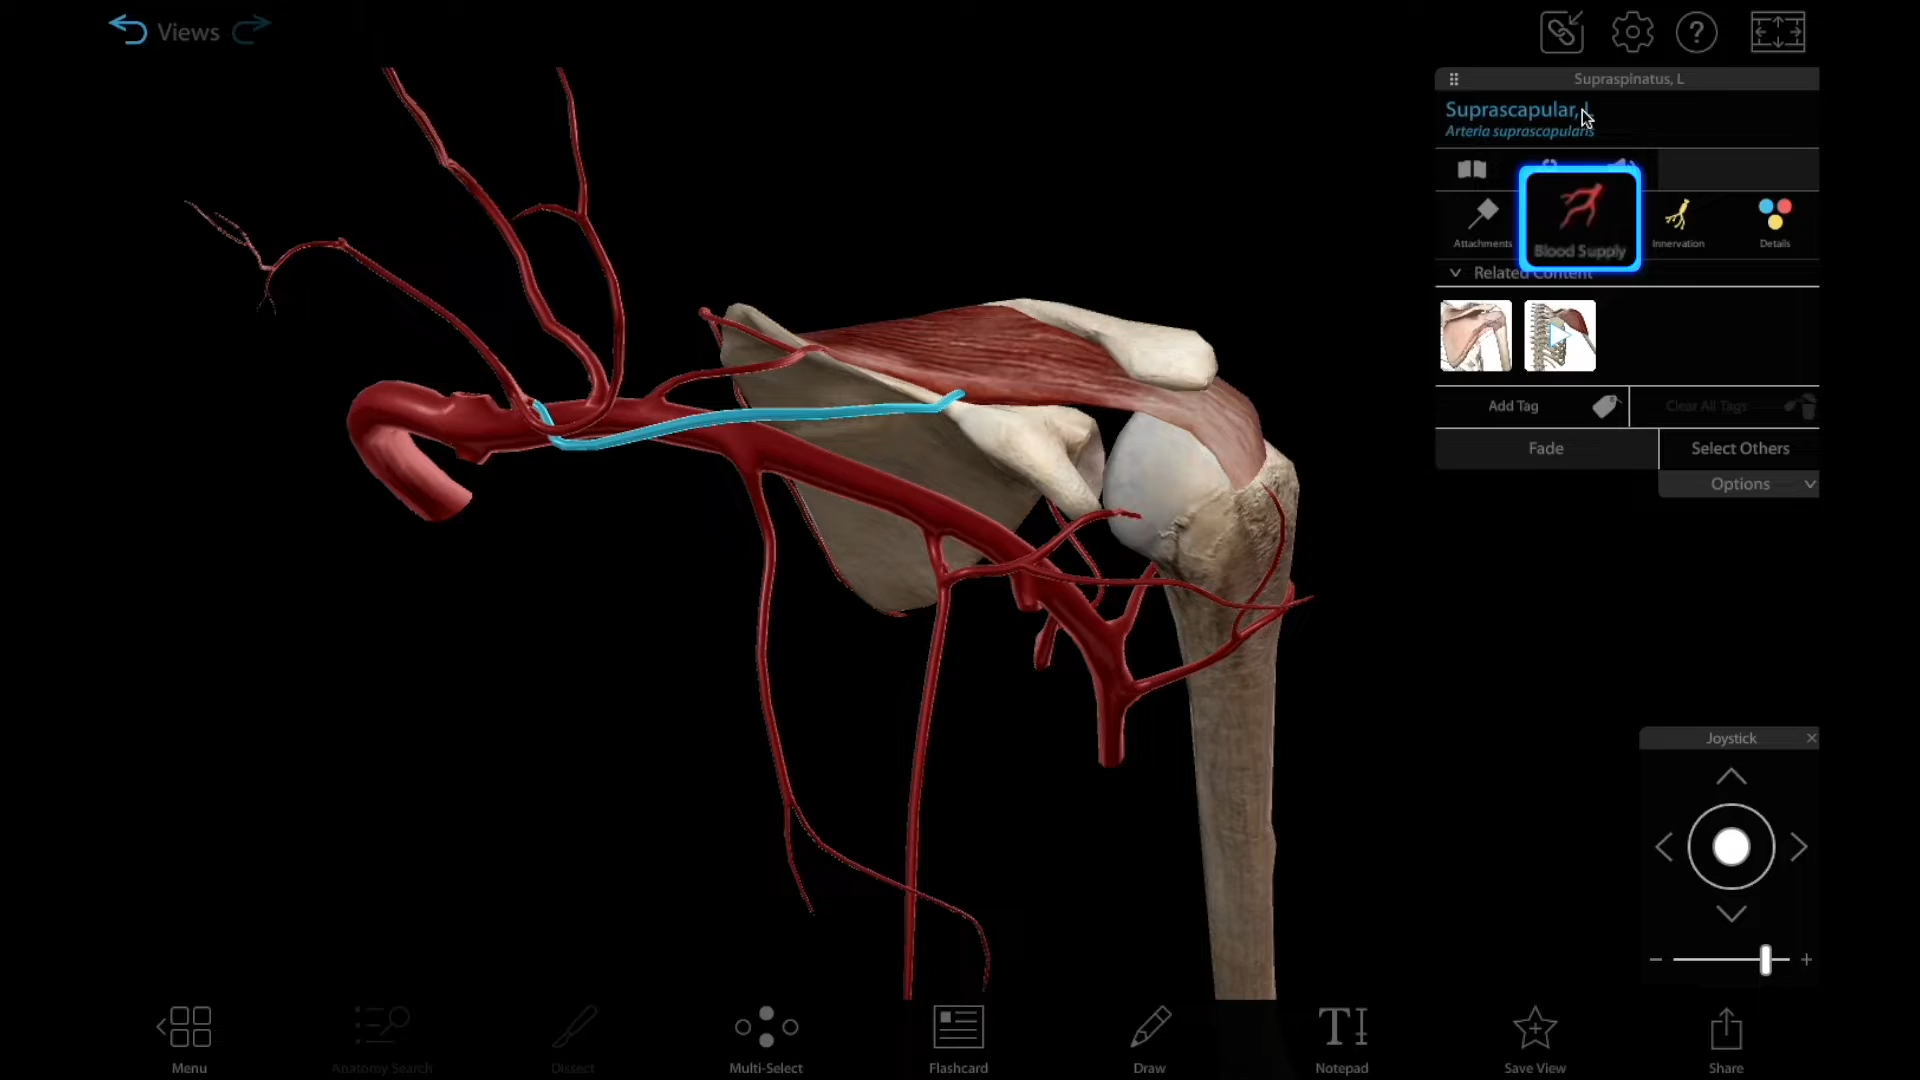 Views
Supraspinatus, L
Suprascapular, L
Arteria suprascapularis
Attachments
Blood Supply
Innervation
Details
Related Content
Add Tag
Clear All Tags
Fade
Select Others
Options
Joystick
Menu
Anatomy Search
Dissect
Multi-Select
Flashcard
Draw
Notepad
Save View
Share